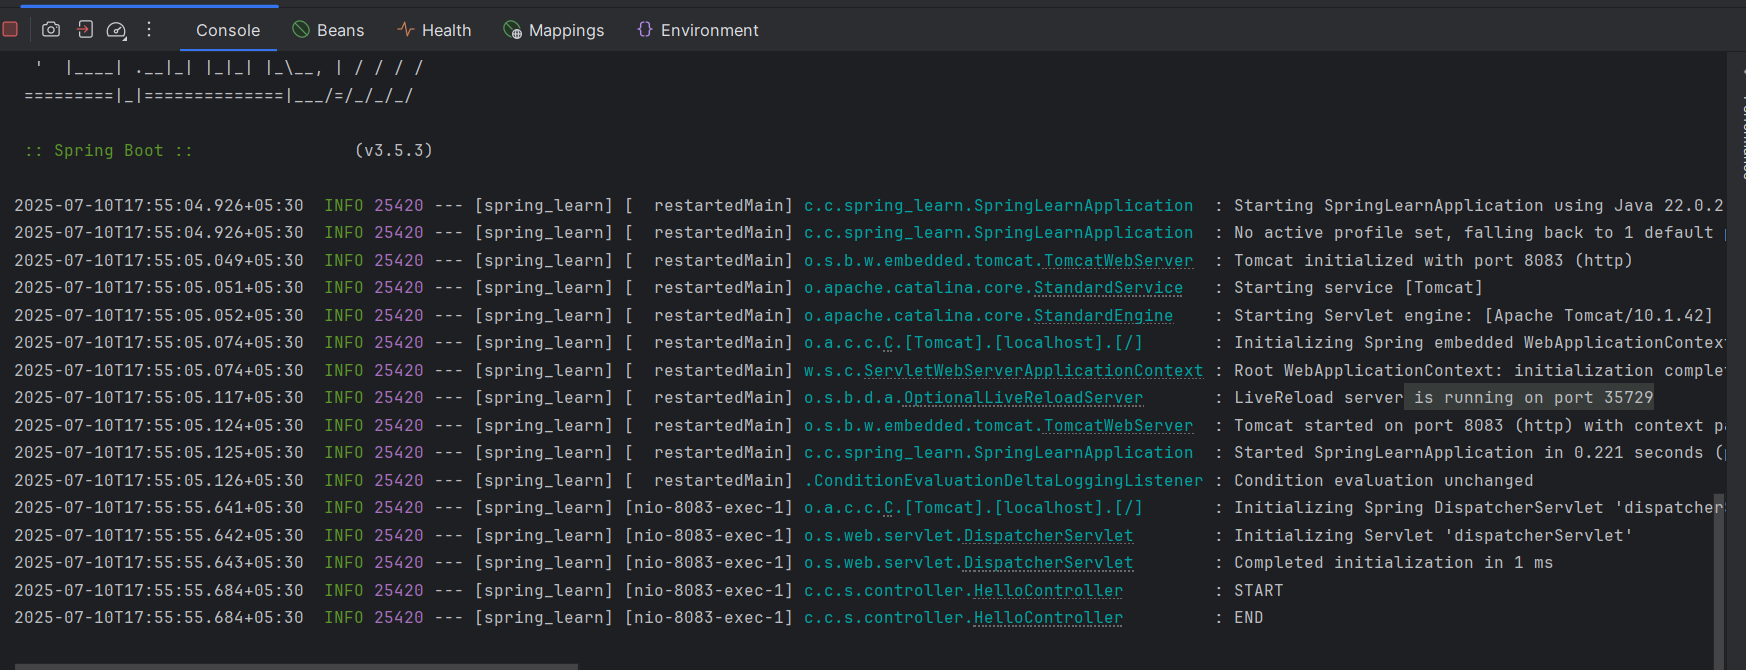 Console Beans Health Mappings Environment
'  |____| .__|_| |_|_| |_\__, | / / / /
=========|_|==============|___/=/_/_/_/
:: Spring Boot ::                (v3.5.3)
2025-07-10T17:55:04.926+05:30  INFO 25420 --- [spring_learn] [  restartedMain] c.c.spring_learn.SpringLearnApplication  : Starting SpringLearnApplication using Java 22.0.2
2025-07-10T17:55:04.926+05:30  INFO 25420 --- [spring_learn] [  restartedMain] c.c.spring_learn.SpringLearnApplication  : No active profile set, falling back to 1 default
2025-07-10T17:55:05.049+05:30  INFO 25420 --- [spring_learn] [  restartedMain] o.s.b.w.embedded.tomcat.TomcatWebServer  : Tomcat initialized with port 8083 (http)
2025-07-10T17:55:05.051+05:30  INFO 25420 --- [spring_learn] [  restartedMain] o.apache.catalina.core.StandardService   : Starting service [Tomcat]
2025-07-10T17:55:05.052+05:30  INFO 25420 --- [spring_learn] [  restartedMain] o.apache.catalina.core.StandardEngine    : Starting Servlet engine: [Apache Tomcat/10.1.42]
2025-07-10T17:55:05.074+05:30  INFO 25420 --- [spring_learn] [  restartedMain] o.a.c.c.C.[Tomcat].[localhost].[/]       : Initializing Spring embedded WebApplicationContext
2025-07-10T17:55:05.074+05:30  INFO 25420 --- [spring_learn] [  restartedMain] w.s.c.ServletWebServerApplicationContext : Root WebApplicationContext: initialization comple
2025-07-10T17:55:05.117+05:30  INFO 25420 --- [spring_learn] [  restartedMain] o.s.b.d.a.OptionalLiveReloadServer       : LiveReload server is running on port 35729
2025-07-10T17:55:05.124+05:30  INFO 25420 --- [spring_learn] [  restartedMain] o.s.b.w.embedded.tomcat.TomcatWebServer  : Tomcat started on port 8083 (http) with context pa
2025-07-10T17:55:05.125+05:30  INFO 25420 --- [spring_learn] [  restartedMain] c.c.spring_learn.SpringLearnApplication  : Started SpringLearnApplication in 0.221 seconds (
2025-07-10T17:55:05.126+05:30  INFO 25420 --- [spring_learn] [  restartedMain] .ConditionEvaluationDeltaLoggingListener : Condition evaluation unchanged
2025-07-10T17:55:55.641+05:30  INFO 25420 --- [spring_learn] [nio-8083-exec-1] o.a.c.c.C.[Tomcat].[localhost].[/]       : Initializing Spring DispatcherServlet 'dispatcher
2025-07-10T17:55:55.642+05:30  INFO 25420 --- [spring_learn] [nio-8083-exec-1] o.s.web.servlet.DispatcherServlet        : Initializing Servlet 'dispatcherServlet'
2025-07-10T17:55:55.643+05:30  INFO 25420 --- [spring_learn] [nio-8083-exec-1] o.s.web.servlet.DispatcherServlet        : Completed initialization in 1 ms
2025-07-10T17:55:55.684+05:30  INFO 25420 --- [spring_learn] [nio-8083-exec-1] c.c.s.controller.HelloController         : START
2025-07-10T17:55:55.684+05:30  INFO 25420 --- [spring_learn] [nio-8083-exec-1] c.c.s.controller.HelloController         : END